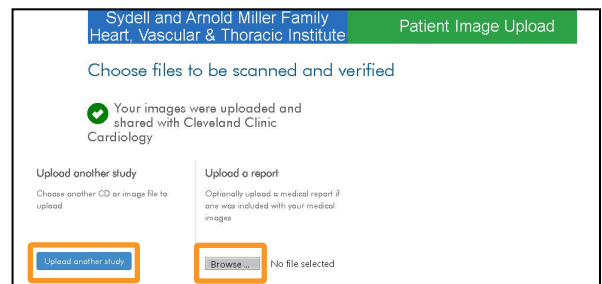 Sydell and Arnold Miller Family
Heart, Vascular & Thoracic Institute
Patient Image Upload
Choose files to be scanned and verified
Your images were uploaded and
shared with Cleveland Clinic
Cardiology
Upload another study
Choose another CD or image file to
upload
Upload another study
Upload a report
Optionally upload a medical report if
one was included with your medical
images
Browse... No file selected